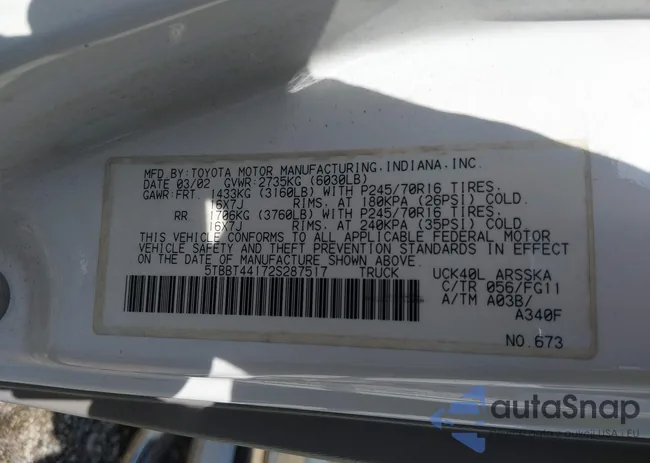 MFD BY:TOYOTA MOTOR MANUFACTURING, INDIANA, INC.
DATE 03/02 GVWR:2735KG (6030LB)
GAWR:FRT. 1433KG (3160LB) WITH P245/70R16 TIRES.
16X7J RIMS. AT 180KPA (26PSI) COLD.
RR 1706KG (3760LB) WITH P245/70R16 TIRES.
16X7J RIMS. AT 240KPA (35PSI) COLD.
THIS VEHICLE CONFORMS TO ALL APPLICABLE FEDERAL MOTOR
VEHICLE SAFETY AND THEFT PREVENTION STANDARDS IN EFFECT
ON THE DATE OF MANUFACTURE SHOWN ABOVE.
5TBBT44172S287517 TRUCK UCK40L ARSSKA
C/TR 056/FG11
A/TM A03B/
A340F
NO.673
autaSnap